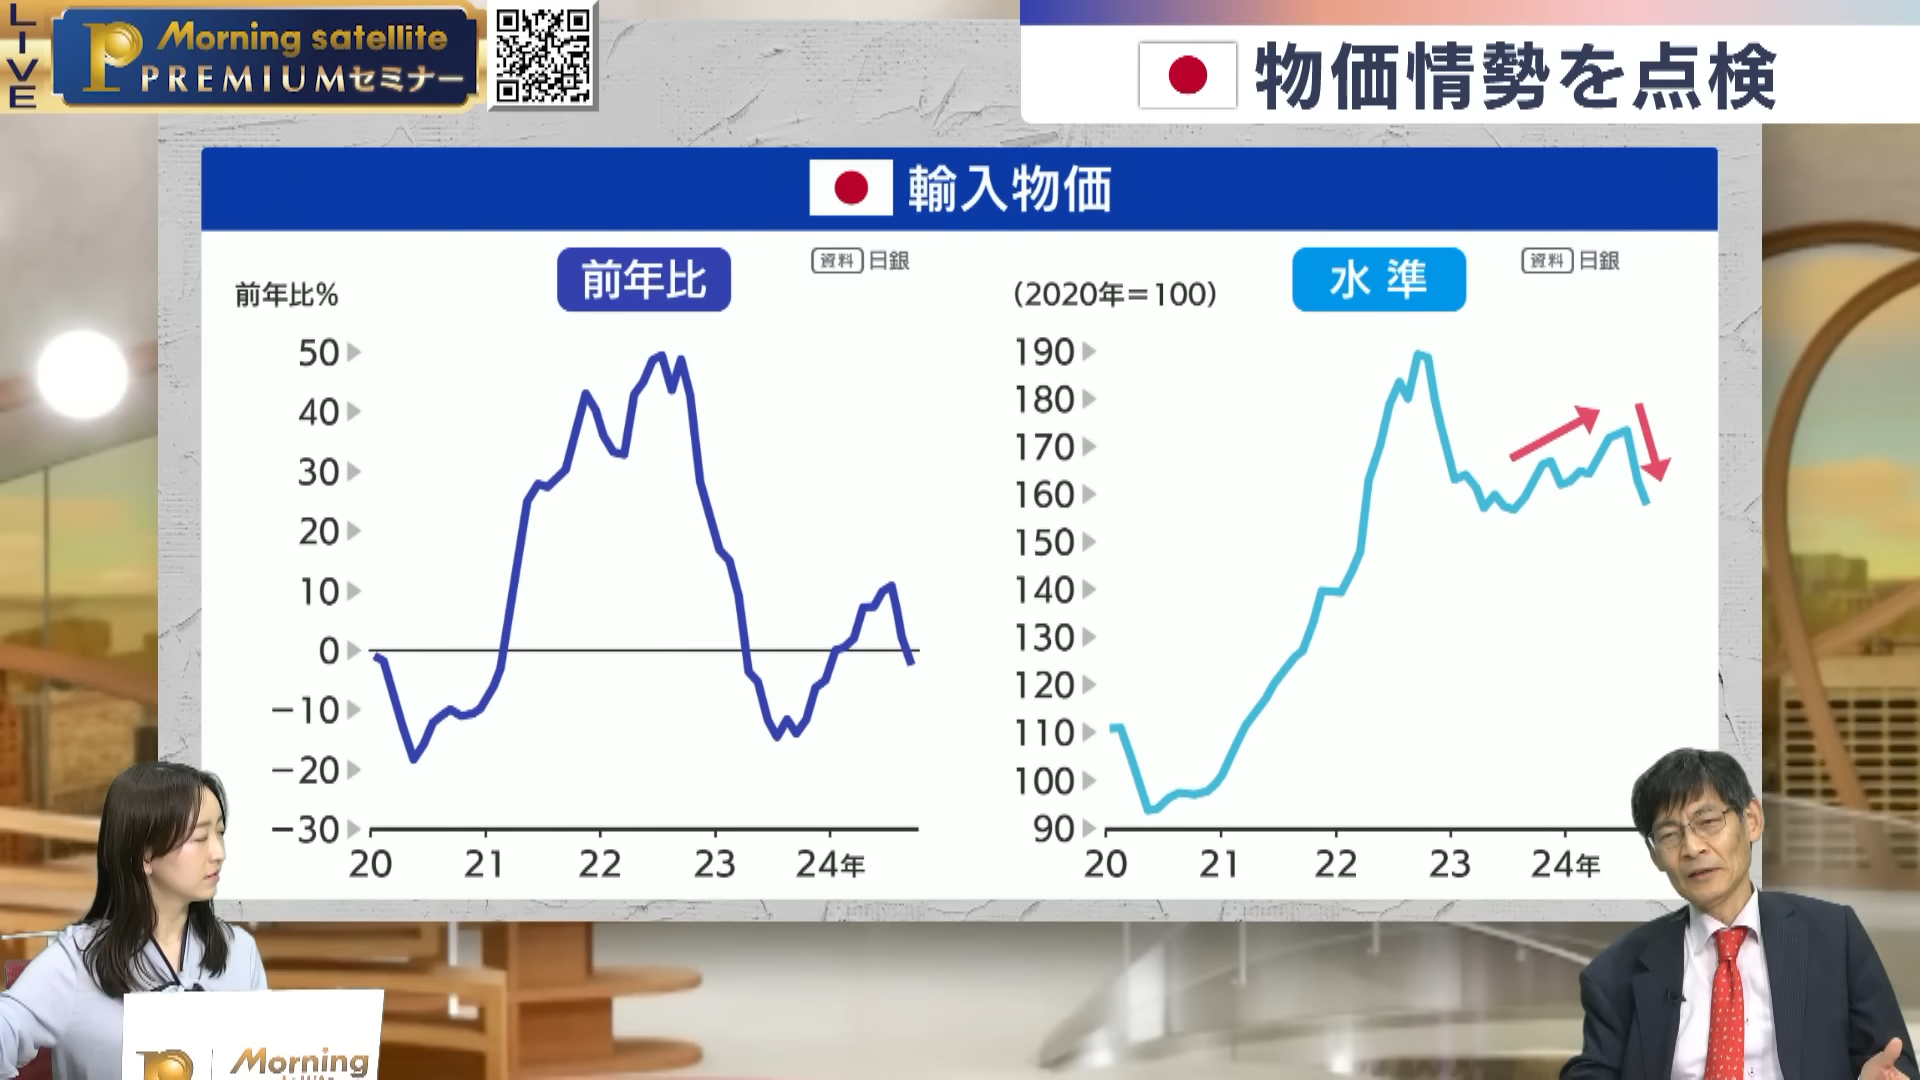 LIVE
P Morning satellite
PREMIUMセミナー
物価情勢を点検
輸入物価
前年比
資料 日銀
前年比%
50
40
30
20
10
0
−10
−20
−30
20 21 22 23 24年
水準
資料 日銀
(2020年=100)
190
180
170
160
150
140
130
120
110
100
90
20 21 22 23 24年
P Morning